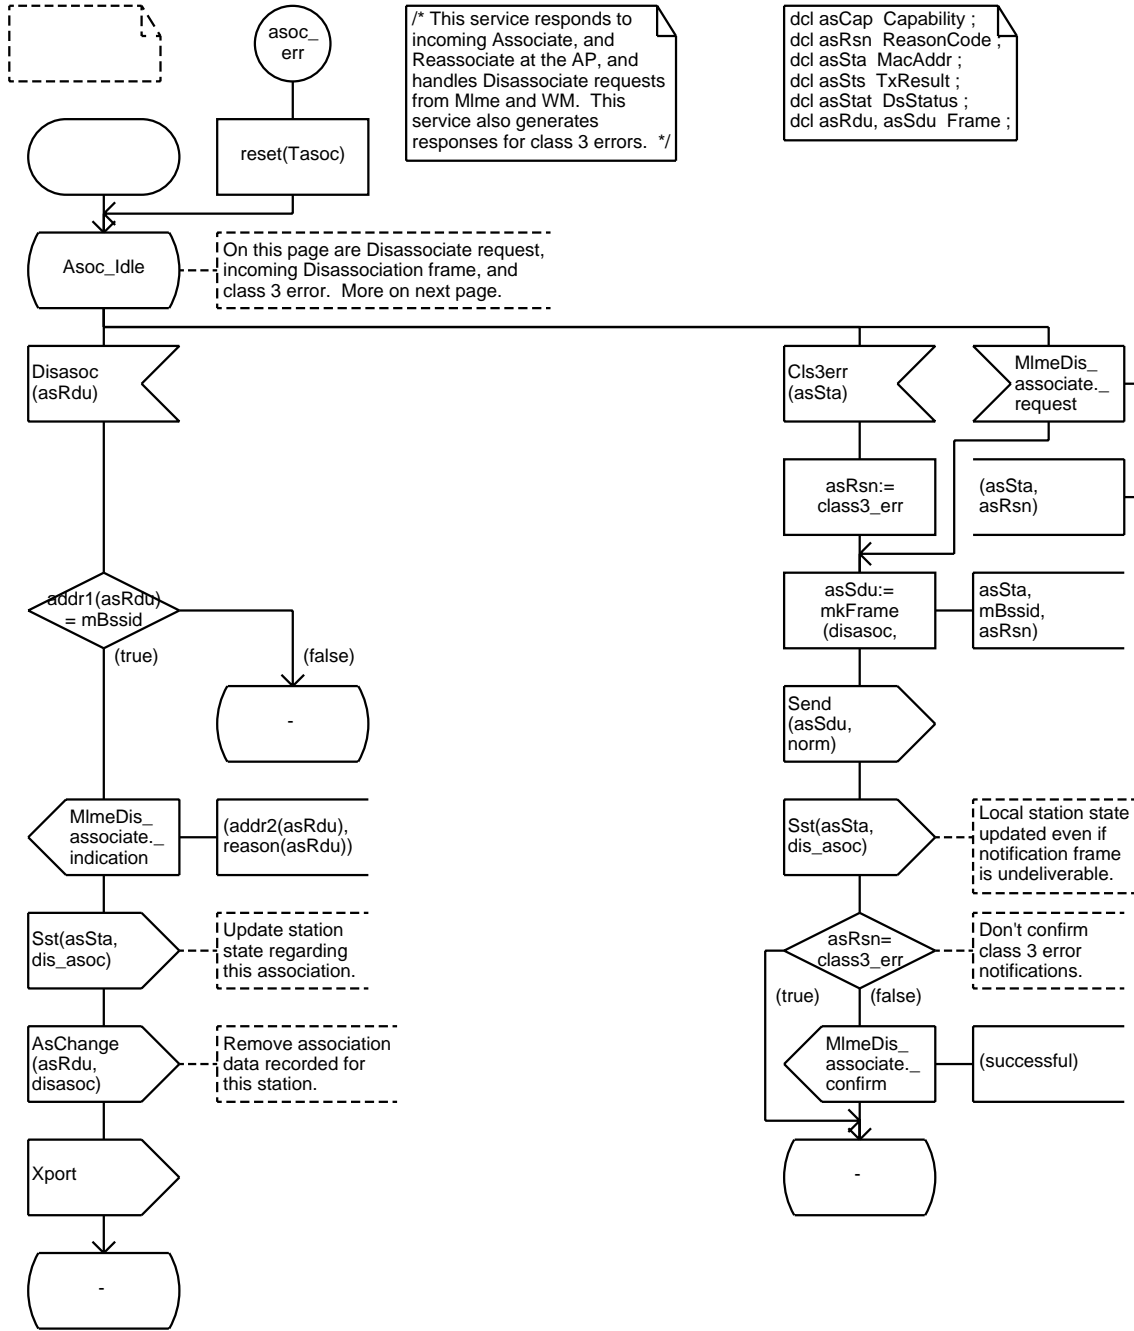 asoc_
err
/* This service responds to
incoming Associate, and
Reassociate at the AP, and
handles Disassociate requests
from Mlme and WM.  This
service also generates
responses for class 3 errors.  */
dcl asCap  Capability ;
dcl asRsn  ReasonCode ;
dcl asSta  MacAddr ;
dcl asSts  TxResult ;
dcl asStat  DsStatus ;
dcl asRdu, asSdu  Frame ;
reset(Tasoc)
Asoc_Idle
On this page are Disassociate request,
incoming Disassociation frame, and
class 3 error.  More on next page.
Disasoc
(asRdu)
Cls3err
(asSta)
MlmeDis_
associate._
request
asRsn:=
class3_err
(asSta,
asRsn)
addr1(asRdu)
= mBssid
(true)
(false)
-
asSdu:=
mkFrame
(disasoc,
asSta,
mBssid,
asRsn)
Send
(asSdu,
norm)
MlmeDis_
associate._
indication
(addr2(asRdu),
reason(asRdu))
Sst(asSta,
dis_asoc)
Local station state
updated even if
notification frame
is undeliverable.
Sst(asSta,
dis_asoc)
Update station
state regarding
this association.
asRsn=
class3_err
Don't confirm
class 3 error
notifications.
(true)
(false)
AsChange
(asRdu,
disasoc)
Remove association
data recorded for
this station.
MlmeDis_
associate._
confirm
(successful)
Xport
-
-